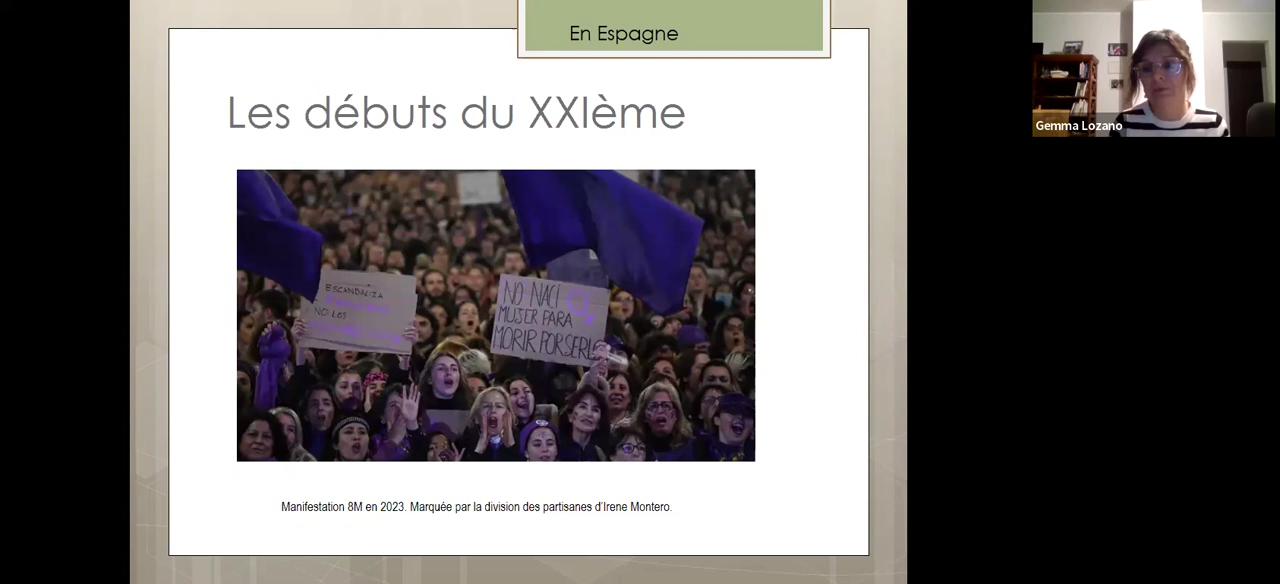 En Espagne
Les débuts du XXIème
ESCANDALIZA
NO LOS
NO NACÍ
MUJER PARA
MORIR POR SERLO
Manifestation 8M en 2023. Marquée par la division des partisanes d'Irene Montero.
Gemma Lozano